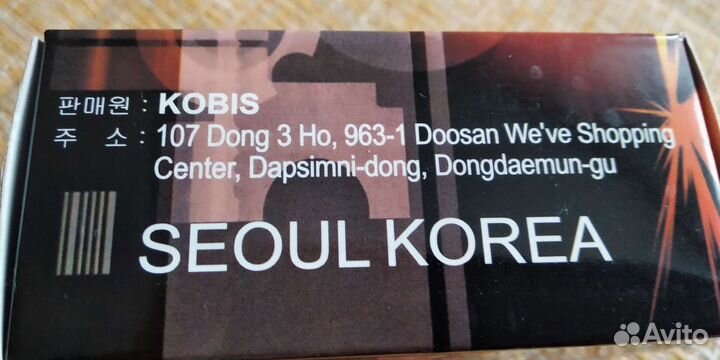 판매원 : KOBIS
주 소 : 107 Dong 3 Ho, 963-1 Doosan We've Shopping
Center, Dapsimni-dong, Dongdaemun-gu
SEOUL KOREA
Avito